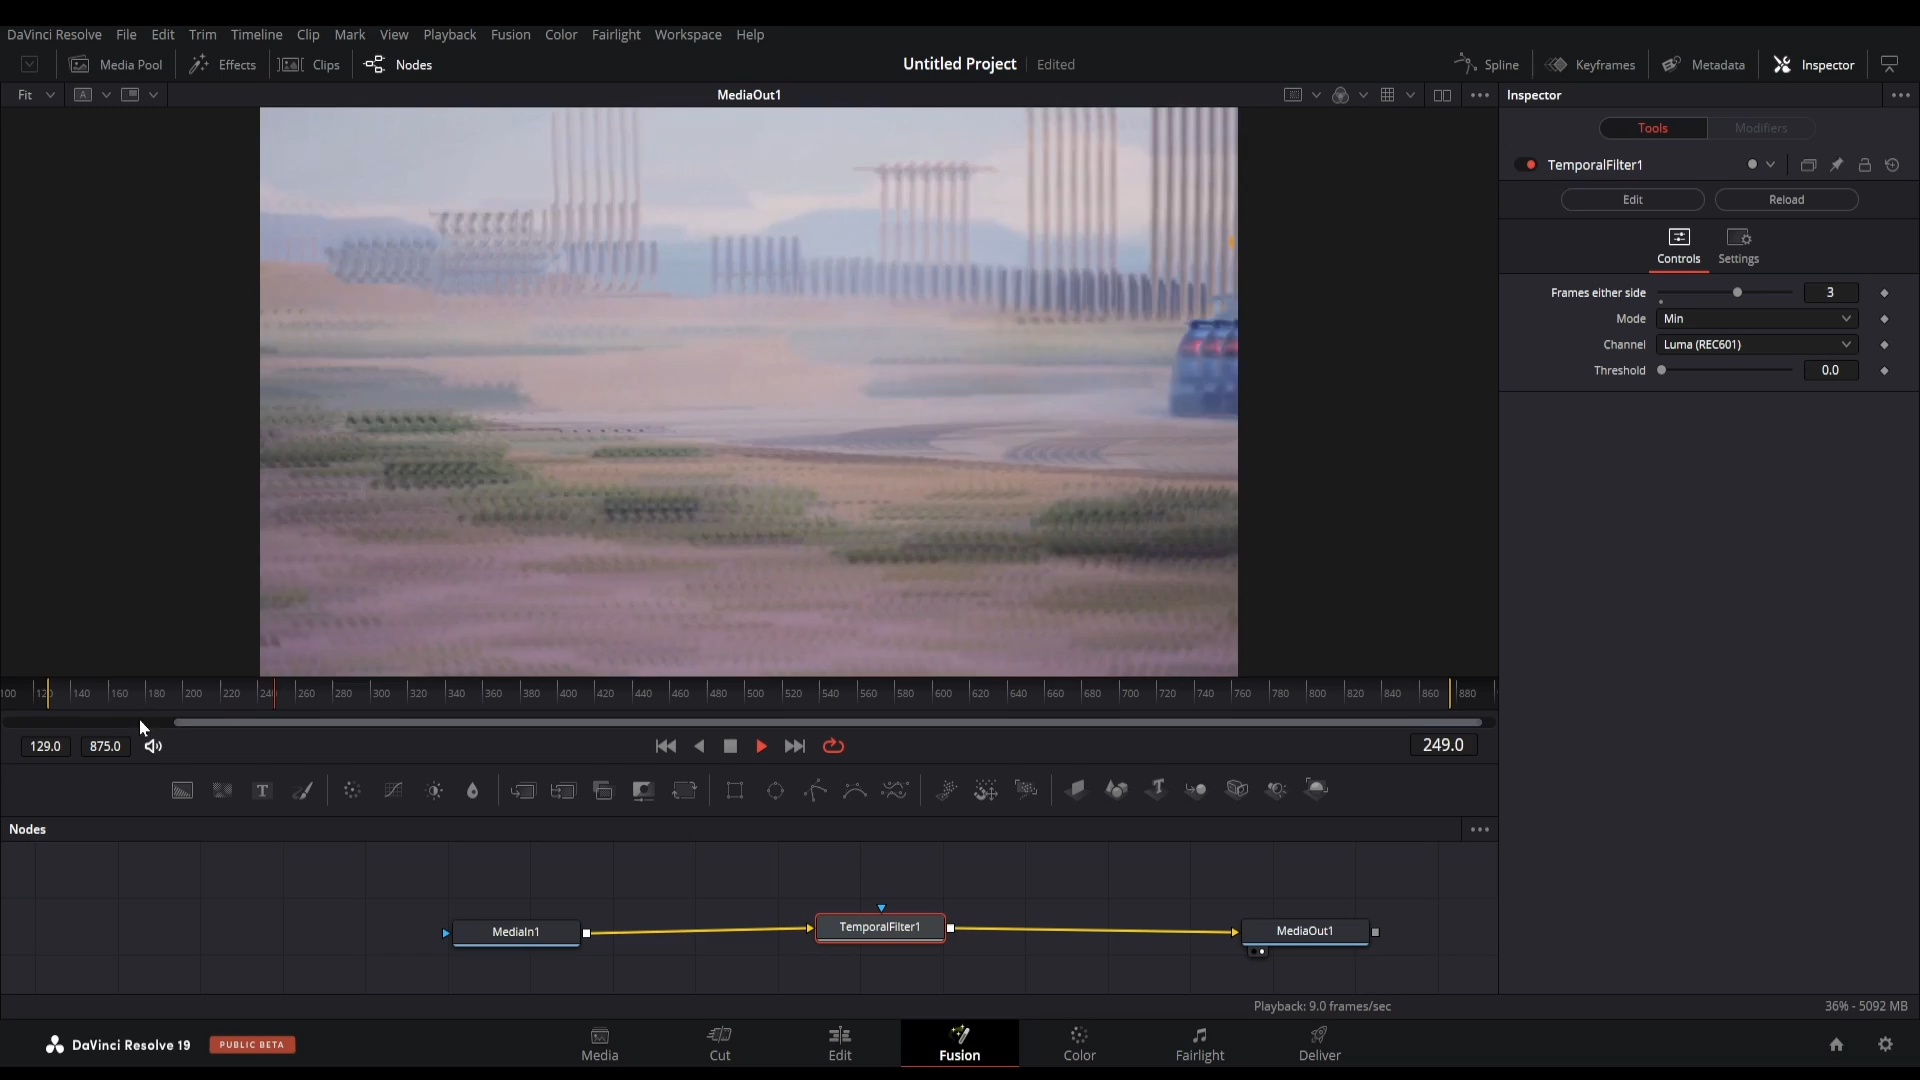 DaVinci Resolve File Edit Trim Timeline Clip Mark View Playback Fusion Color Fairlight Workspace Help
Media Pool Effects Clips Nodes Untitled Project Edited Spline Keyframes Metadata Inspector
Fit A MediaOut1 Inspector
Tools Modifiers
TemporalFilter1
Edit Reload
Controls Settings
Frames either side 3
Mode Min
Channel Luma (REC601)
Threshold 0.0
100 120 140 160 180 200 220 240 260 280 300 320 340 360 380 400 420 440 460 480 500 520 540 560 580 600 620 640 660 680 700 720 740 760 780 800 820 840 860 880
129.0 875.0 249.0
T T
Nodes
MediaIn1 TemporalFilter1 MediaOut1
Playback: 9.0 frames/sec 36% - 5092 MB
DaVinci Resolve 19 PUBLIC BETA Media Cut Edit Fusion Color Fairlight Deliver